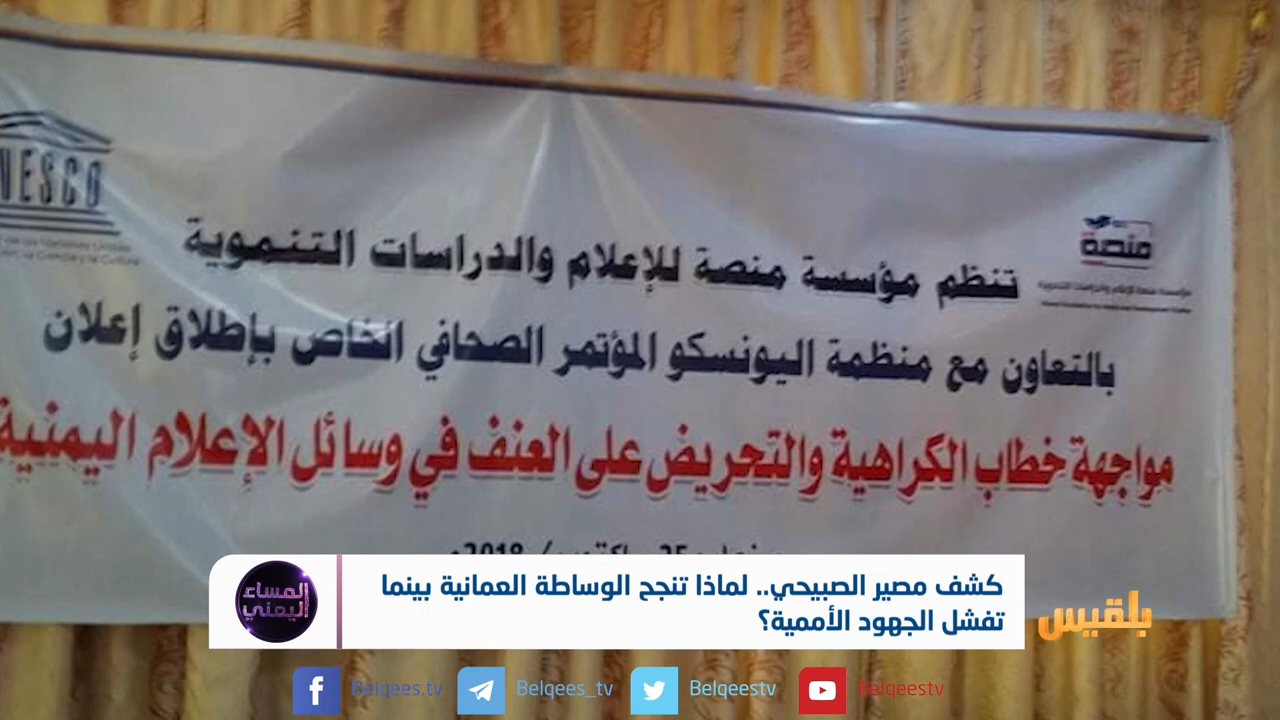 UNESCO
منصة
تنظم مؤسسة منصة للإعلام والدراسات التنموية
بالتعاون مع منظمة اليونسكو المؤتمر الصحافي الخاص بإطلاق إعلان
مواجهة خطاب الكراهية والتحريض على العنف في وسائل الإعلام اليمنية
المساء اليمني
كشف مصير الصبيحي.. لماذا تنجح الوساطة العمانية بينما
تفشل الجهود الأممية؟
بلقيس
Belqees.tv
Belqees_tv
Belqeestv
Belqeestv